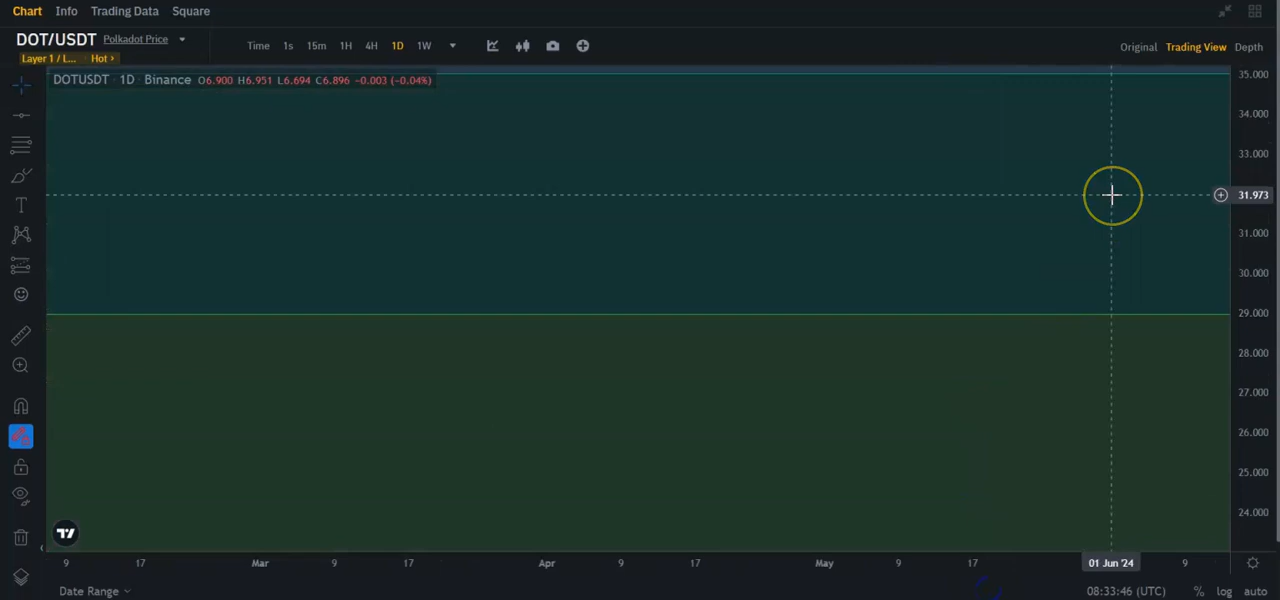 Chart Info Trading Data Square
DOT/USDT Polkadot Price
Time 1s 15m 1H 4H 1D 1W
Original Trading View Depth
Layer 1 / L... Hot
DOTUSDT 1D Binance O6.900 H6.951 L6.694 C6.896 −0.003 (−0.04%)
35.000
34.000
33.000
31.973
31.000
30.000
29.000
28.000
27.000
26.000
25.000
24.000
9 17 Mar 9 17 Apr 9 17 May 9 17 01 Jun '24 9
Date Range 08:33:46 (UTC) % log auto